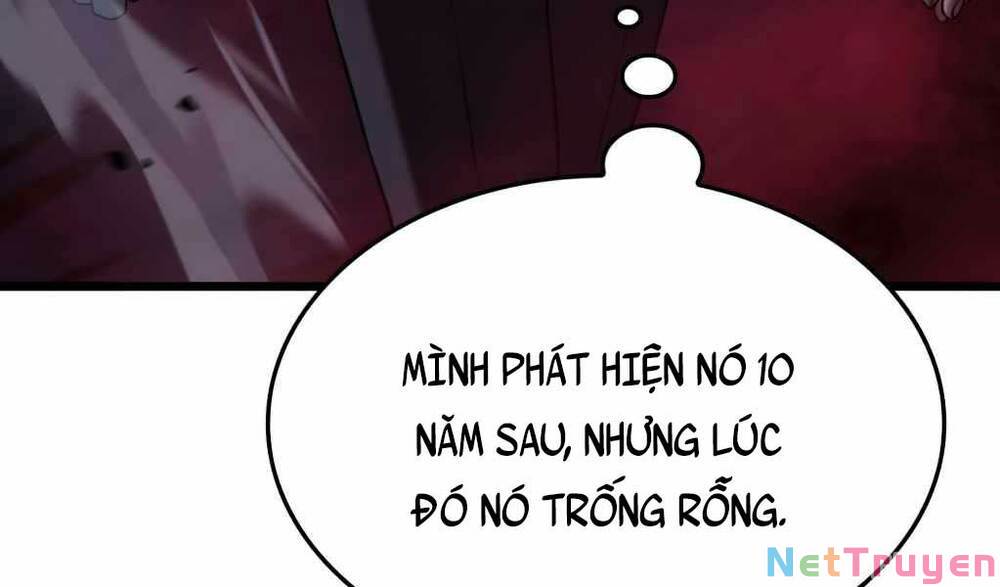 MÌNH PHÁT HIỆN NÓ 10
NĂM SAU, NHƯNG LÚC
ĐÓ NÓ TRỐNG RỖNG.
NetTruyen